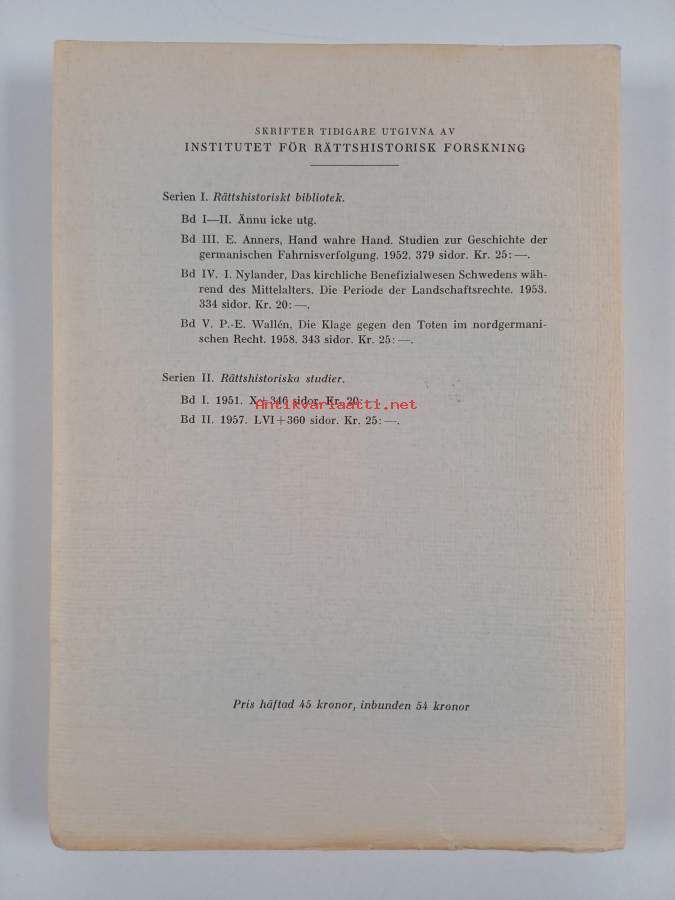 SKRIFTER TIDIGARE UTGIVNA AV
INSTITUTET FÖR RÄTTSHISTORISK FORSKNING
Serien I. Rättshistoriskt bibliotek.
Bd I—II. Ännu icke utg.
Bd III. E. Anners, Hand wahre Hand. Studien zur Geschichte der
germanischen Fahrnisverfolgung. 1952. 379 sidor. Kr. 25:—.
Bd IV. I. Nylander, Das kirchliche Benefizialwesen Schwedens wäh-
rend des Mittelalters. Die Periode der Landschaftsrechte. 1953.
334 sidor. Kr. 20:—.
Bd V. P.-E. Wallén, Die Klage gegen den Toten im nordgermani-
schen Recht. 1958. 343 sidor. Kr. 25:—.
Serien II. Rättshistoriska studier.
Bd I. 1951. X+346 sidor. Kr. 20:—.
Antikvariaatti.net
Bd II. 1957. LVI+360 sidor. Kr. 25:—.
Pris häftad 45 kronor, inbunden 54 kronor